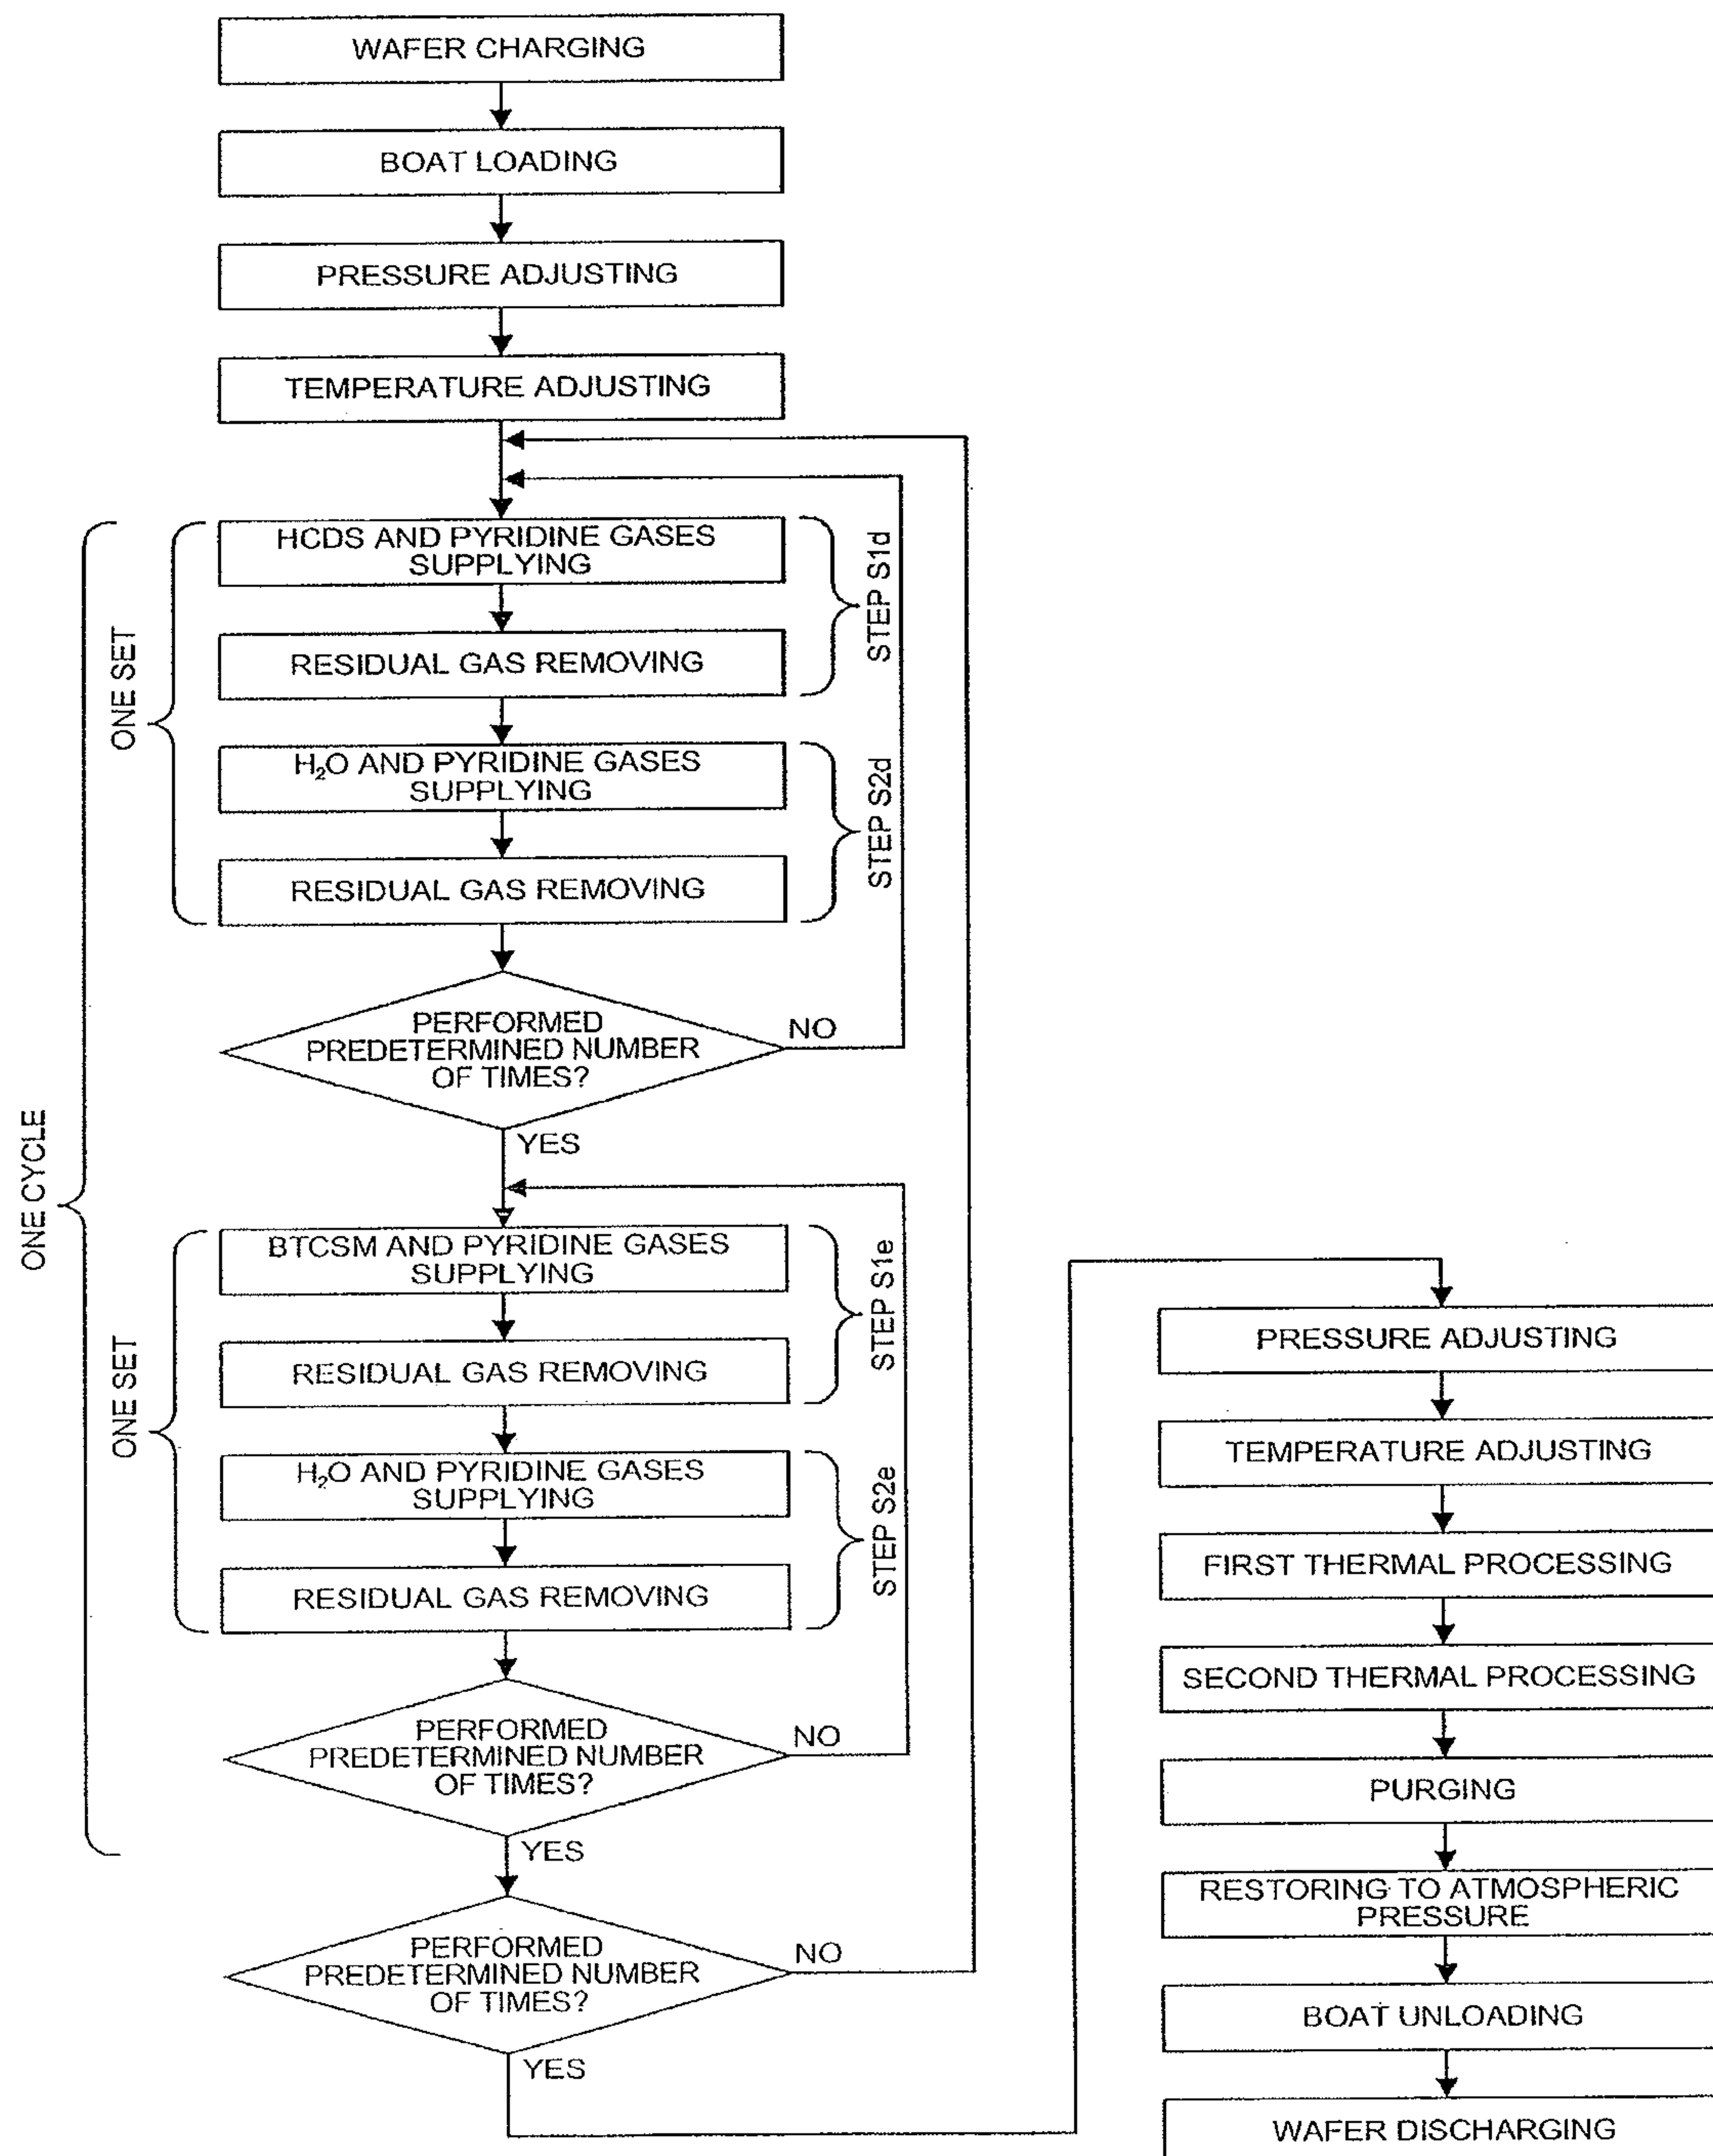 WAFER CHARGING
BOAT LOADING
PRESSURE ADJUSTING
TEMPERATURE ADJUSTING
ONE CYCLE
ONE SET
HCDS AND PYRIDINE GASES
SUPPLYING
RESIDUAL GAS REMOVING
STEP S1d
H₂O AND PYRIDINE GASES
SUPPLYING
RESIDUAL GAS REMOVING
STEP S2d
PERFORMED
PREDETERMINED NUMBER
OF TIMES?
NO
YES
ONE SET
BTCSM AND PYRIDINE GASES
SUPPLYING
RESIDUAL GAS REMOVING
STEP S1e
H₂O AND PYRIDINE GASES
SUPPLYING
RESIDUAL GAS REMOVING
STEP S2e
PERFORMED
PREDETERMINED NUMBER
OF TIMES?
NO
YES
PERFORMED
PREDETERMINED NUMBER
OF TIMES?
NO
YES
PRESSURE ADJUSTING
TEMPERATURE ADJUSTING
FIRST THERMAL PROCESSING
SECOND THERMAL PROCESSING
PURGING
RESTORING TO ATMOSPHERIC
PRESSURE
BOAT UNLOADING
WAFER DISCHARGING